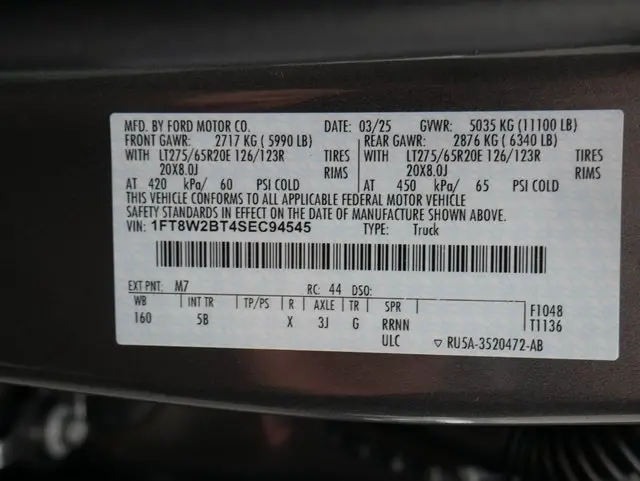 MFD. BY FORD MOTOR CO. DATE: 03/25 GVWR: 5035 KG (11100 LB)
FRONT GAWR: 2717 KG (5990 LB) REAR GAWR: 2876 KG (6340 LB)
WITH LT275/65R20E 126/123R TIRES WITH LT275/65R20E 126/123R TIRES
20X8.0J RIMS 20X8.0J RIMS
AT 420 kPa/ 60 PSI COLD AT 450 kPa/ 65 PSI COLD
THIS VEHICLE CONFORMS TO ALL APPLICABLE FEDERAL MOTOR VEHICLE
SAFETY STANDARDS IN EFFECT ON THE DATE OF MANUFACTURE SHOWN ABOVE.
VIN: 1FT8W2BT4SEC94545 TYPE: Truck
EXT PNT: M7 RC: 44 DSO:
WB INT TR TP/PS R AXLE TR SPR F1048
160 5B X 3J G RRNN T1136
ULC ▽ RU5A-3520472-AB